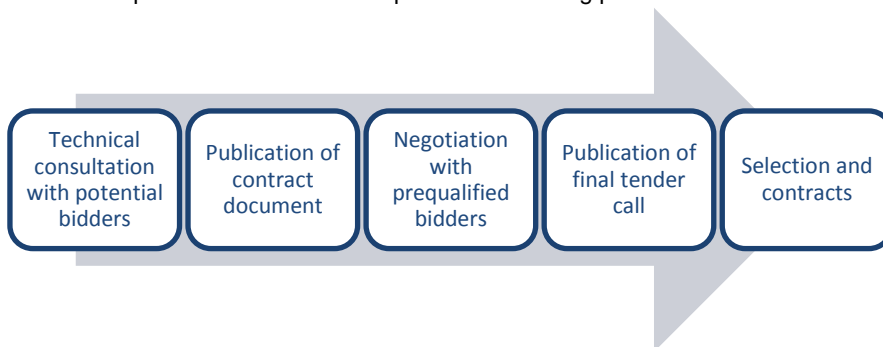 Technical
consultation
with potential
bidders
Publication of
contract
document
Negotiation
with
prequalified
bidders
Publication of
final tender
call
Selection and
contracts